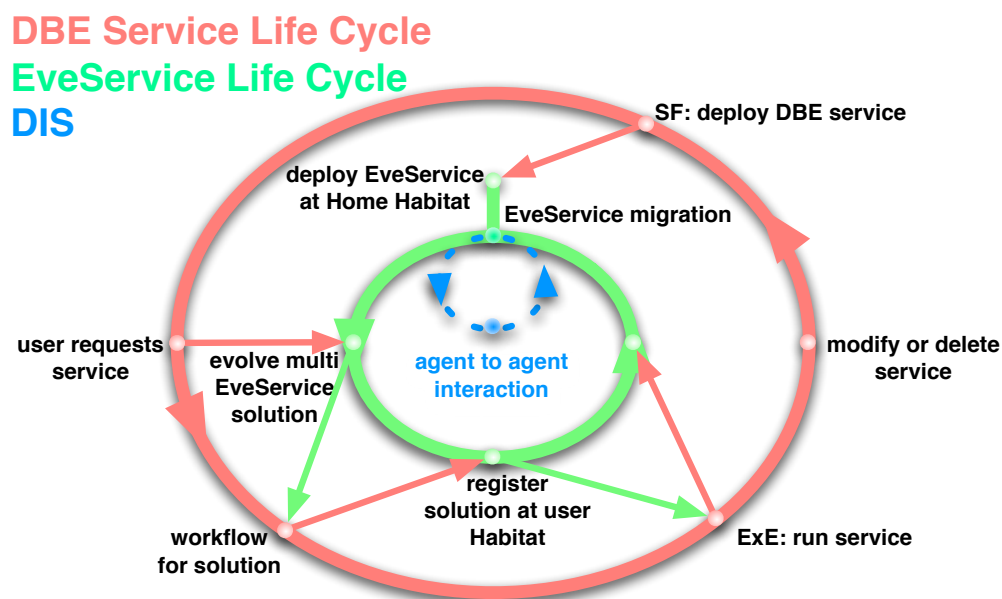 DBE Service Life Cycle
EveService Life Cycle
DIS
SF: deploy DBE service
deploy EveService
at Home Habitat
EveService migration
user requests
service
evolve multi
EveService
solution
agent to agent
interaction
modify or delete
service
register
solution at user
Habitat
workflow
for solution
ExE: run service